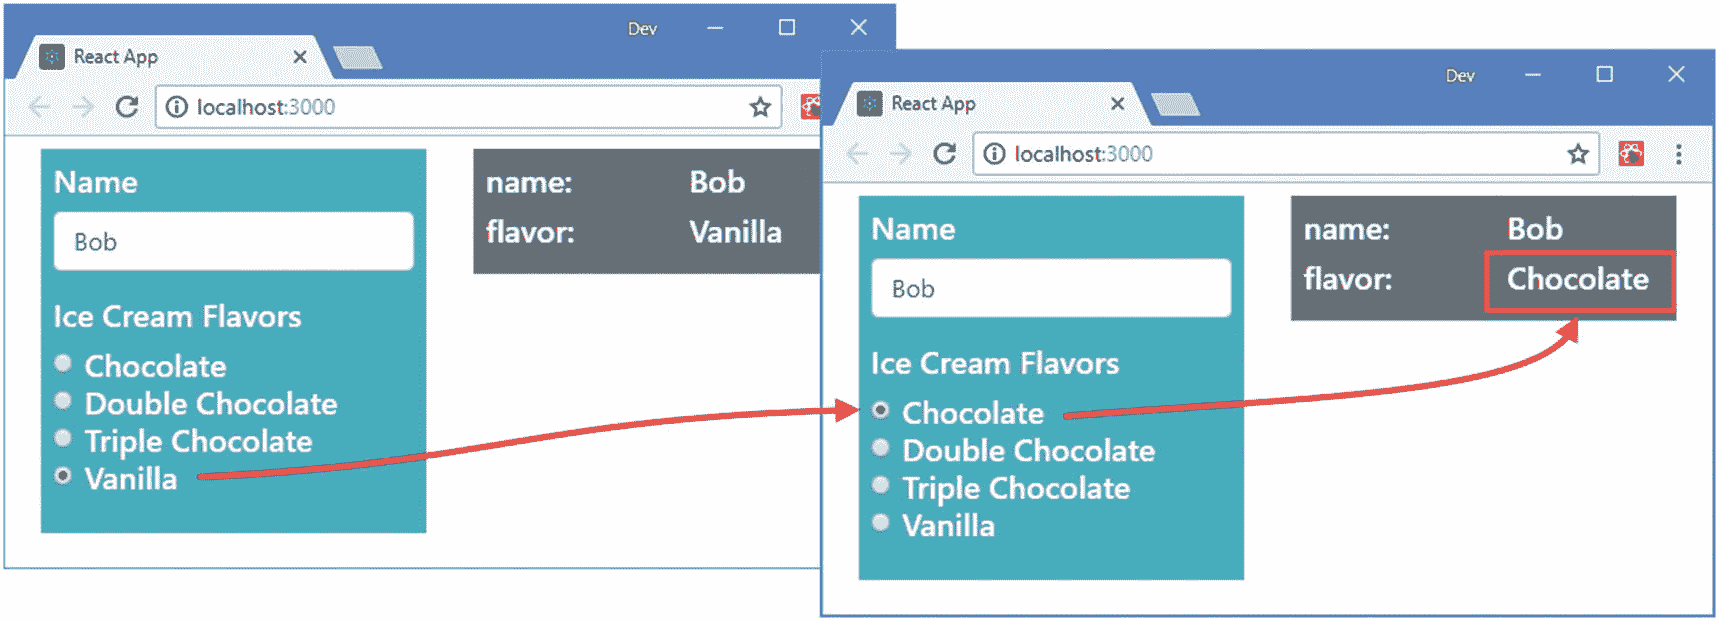 Dev
React App
localhost:3000
Name
Bob
Ice Cream Flavors
Chocolate
Double Chocolate
Triple Chocolate
Vanilla
name: Bob
flavor: Vanilla
Dev
React App
localhost:3000
Name
Bob
Ice Cream Flavors
Chocolate
Double Chocolate
Triple Chocolate
Vanilla
name: Bob
flavor: Chocolate